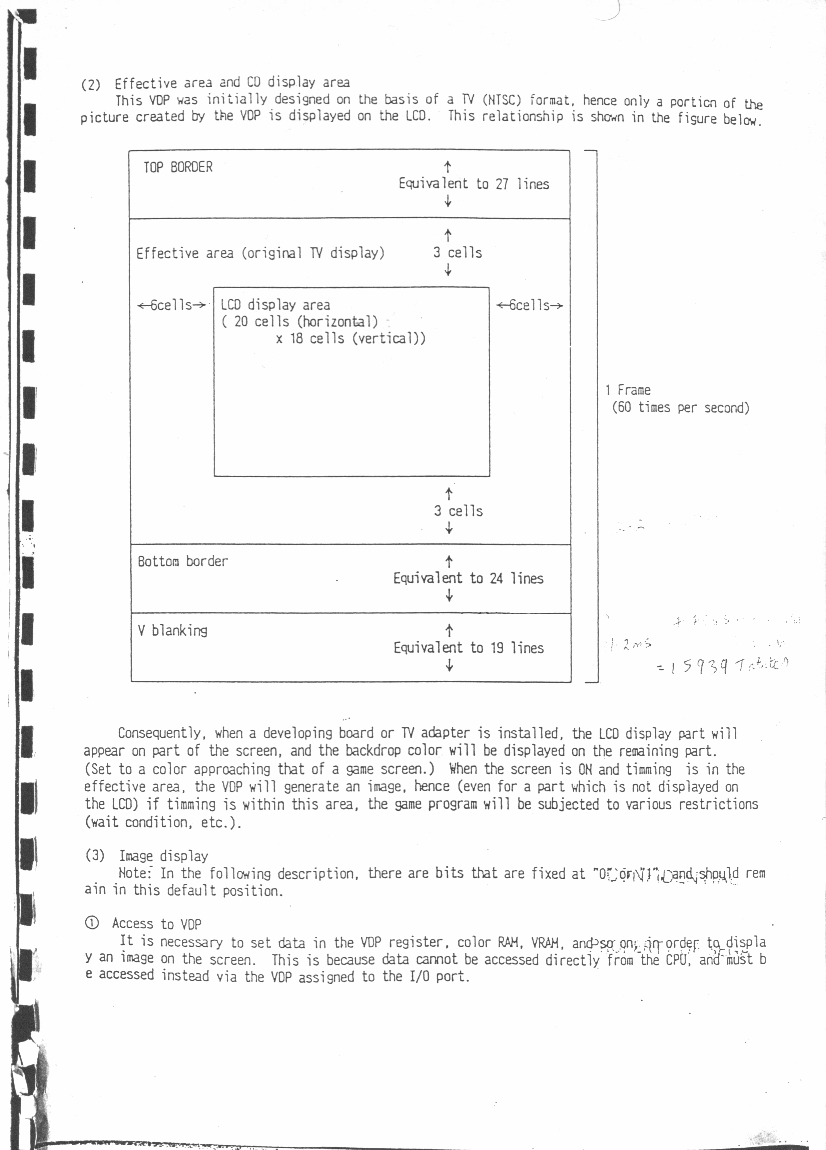 (2) Effective area and CD display area
This VDP was initially designed on the basis of a TV (NTSC) format, hence only a portion of the
picture created by the VDP is displayed on the LCD. This relationship is shown in the figure below.
TOP BORDER
↑
Equivalent to 27 lines
↓
↑
Effective area (original TV display) 3 cells
↓
←6cells→ LCD display area ←6cells→
( 20 cells (horizontal)
x 18 cells (vertical))
1 Frame
(60 times per second)
↑
3 cells
↓
Bottom border ↑
Equivalent to 24 lines
↓
V blanking ↑
Equivalent to 19 lines
↓
2ms
= 15939
Consequently, when a developing board or TV adapter is installed, the LCD display part will
appear on part of the screen, and the backdrop color will be displayed on the remaining part.
(Set to a color approaching that of a game screen.) When the screen is ON and timming is in the
effective area, the VDP will generate an image, hence (even for a part which is not displayed on
the LCD) if timming is within this area, the game program will be subjected to various restrictions
(wait condition, etc.).
(3) Image display
Note: In the following description, there are bits that are fixed at "0" or "1", and should rem
ain in this default position.
① Access to VDP
It is necessary to set data in the VDP register, color RAM, VRAM, and so on, in order to displa
y an image on the screen. This is because data cannot be accessed directly from the CPU, and must b
e accessed instead via the VDP assigned to the I/O port.